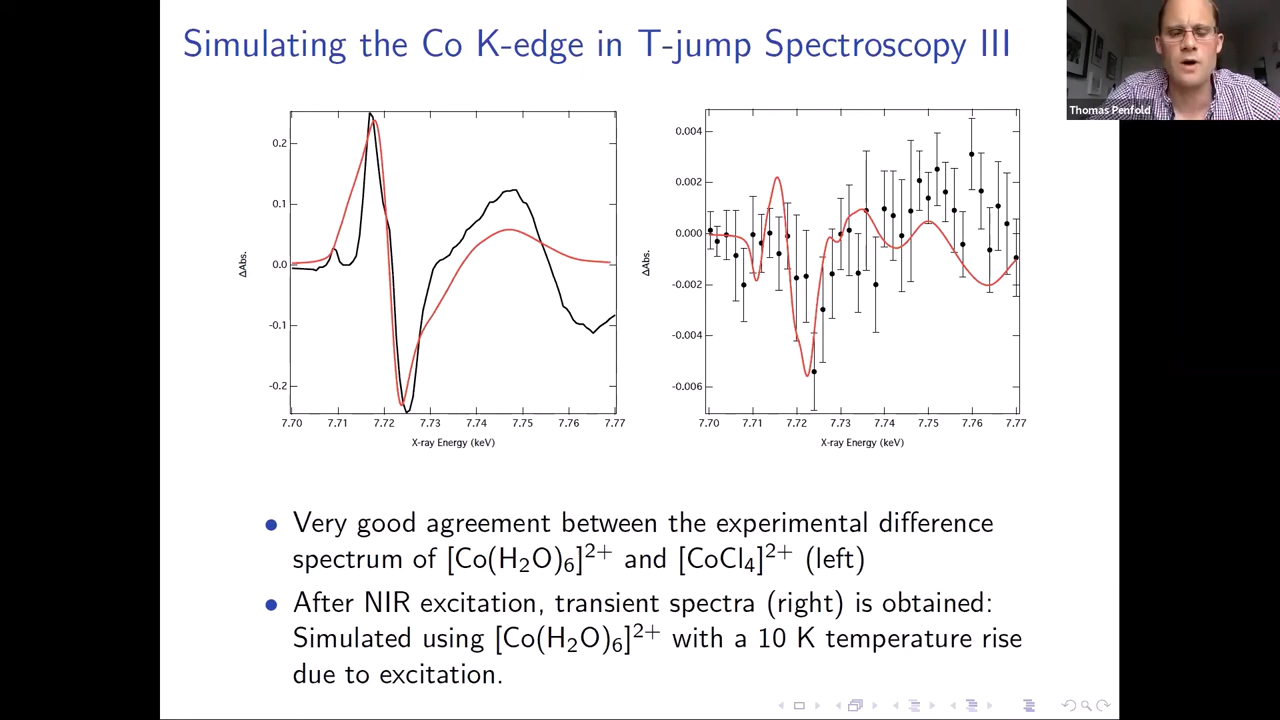 Simulating the Co K-edge in T-jump Spectroscopy III
Thomas Penfold
0.2
0.1
0.0
-0.1
-0.2
ΔAbs.
7.70 7.71 7.72 7.73 7.74 7.75 7.76 7.77
X-ray Energy (keV)
0.004
0.002
0.000
-0.002
-0.004
-0.006
ΔAbs.
7.70 7.71 7.72 7.73 7.74 7.75 7.76 7.77
X-ray Energy (keV)
• Very good agreement between the experimental difference
spectrum of [Co(H₂O)₆]²⁺ and [CoCl₄]²⁺ (left)
• After NIR excitation, transient spectra (right) is obtained:
Simulated using [Co(H₂O)₆]²⁺ with a 10 K temperature rise
due to excitation.